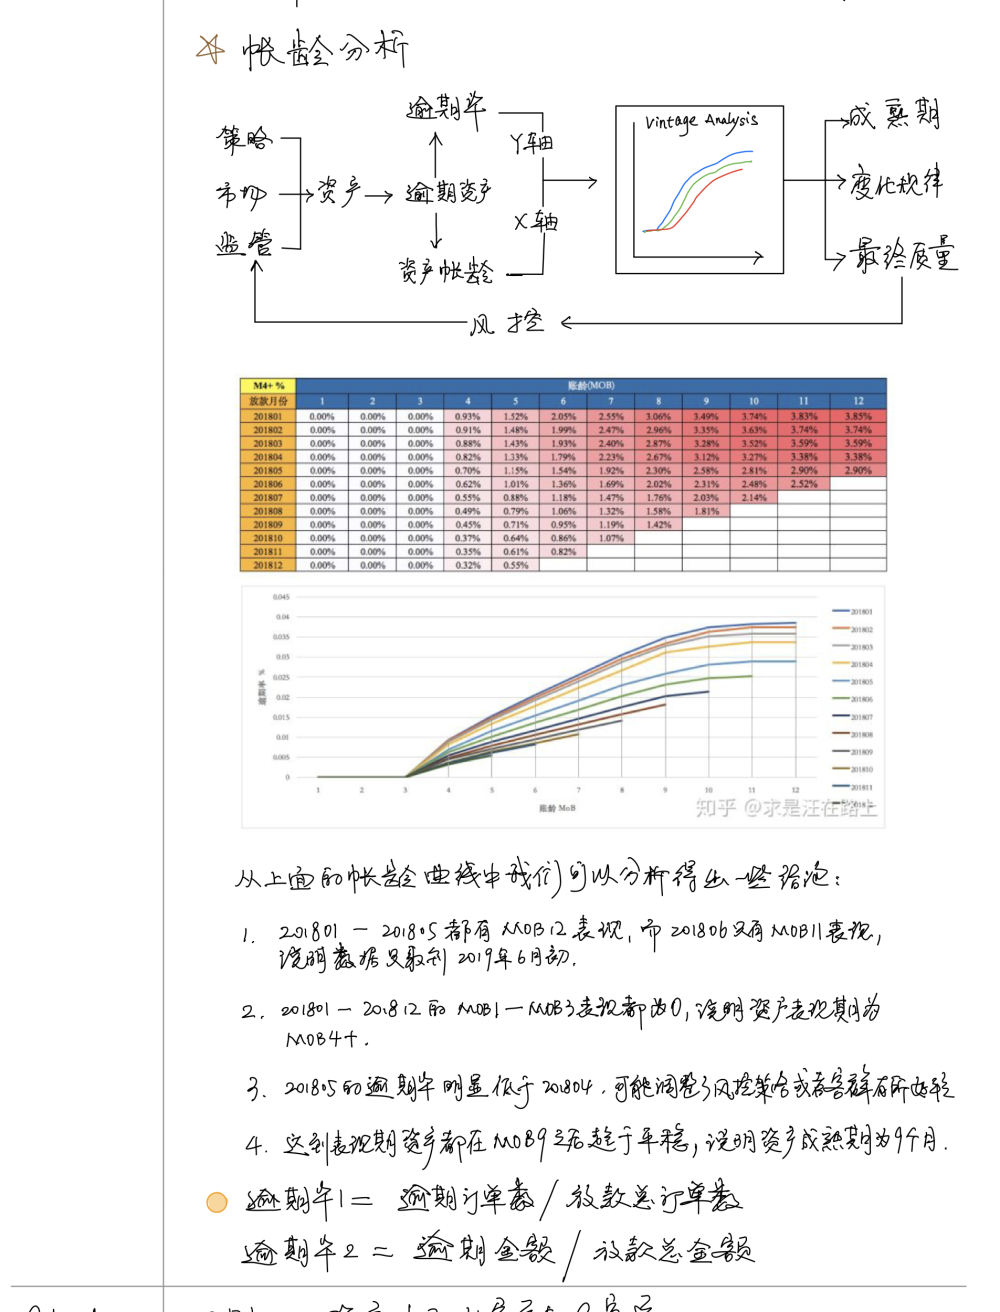 帐龄分析
逾期率
成熟期
策略
Y轴
Vintage Analysis
市场
资产
逾期资产
变化规律
监管
X轴
资产帐龄
最终质量
风控
M4+ % 账龄(MOB)
放款月份 1 2 3 4 5 6 7 8 9 10 11 12
201801 0.00% 0.00% 0.00% 0.93% 1.52% 2.05% 2.55% 3.06% 3.49% 3.74% 3.83% 3.85%
201802 0.00% 0.00% 0.00% 0.91% 1.48% 1.99% 2.47% 2.96% 3.35% 3.63% 3.74% 3.74%
201803 0.00% 0.00% 0.00% 0.88% 1.43% 1.93% 2.40% 2.87% 3.28% 3.52% 3.59% 3.59%
201804 0.00% 0.00% 0.00% 0.82% 1.33% 1.79% 2.23% 2.67% 3.12% 3.27% 3.38% 3.38%
201805 0.00% 0.00% 0.00% 0.70% 1.15% 1.54% 1.92% 2.30% 2.58% 2.81% 2.90% 2.90%
201806 0.00% 0.00% 0.00% 0.62% 1.01% 1.36% 1.69% 2.02% 2.31% 2.48% 2.52%
201807 0.00% 0.00% 0.00% 0.55% 0.88% 1.18% 1.47% 1.76% 2.03% 2.14%
201808 0.00% 0.00% 0.00% 0.49% 0.79% 1.06% 1.32% 1.58% 1.81%
201809 0.00% 0.00% 0.00% 0.45% 0.71% 0.95% 1.19% 1.42%
201810 0.00% 0.00% 0.00% 0.37% 0.64% 0.86% 1.07%
201811 0.00% 0.00% 0.00% 0.35% 0.61% 0.82%
201812 0.00% 0.00% 0.00% 0.32% 0.55%
0.045
0.04
0.035
0.03
0.025
0.02
0.015
0.01
0.005
0
逾期率 %
1 2 3 4 5 6 7 8 9 10 11 12
账龄 MoB
201801
201802
201803
201804
201805
201806
201807
201808
201809
201810
201811
知乎 @求是汪在路上
从上面的帐龄曲线中我们可以分析得出一些结论：
1. 201801 — 201805 都有 MOB12 表现, 而 201806 只有 MOB11 表现,
说明数据只取到 2019年6月初.
2. 201801 — 201812 的 MOB1 — MOB3 表现都为0, 说明资产表现期为
MOB4+.
3. 201805 的逾期率明显低于 201804, 可能调整了风控策略或者客群有所好转
4. 达到表现期资产都在 MOB9 之后趋于平稳, 说明资产成熟期为9个月.
逾期率1 = 逾期订单数 / 放款总订单数
逾期率2 = 逾期金额 / 放款总金额